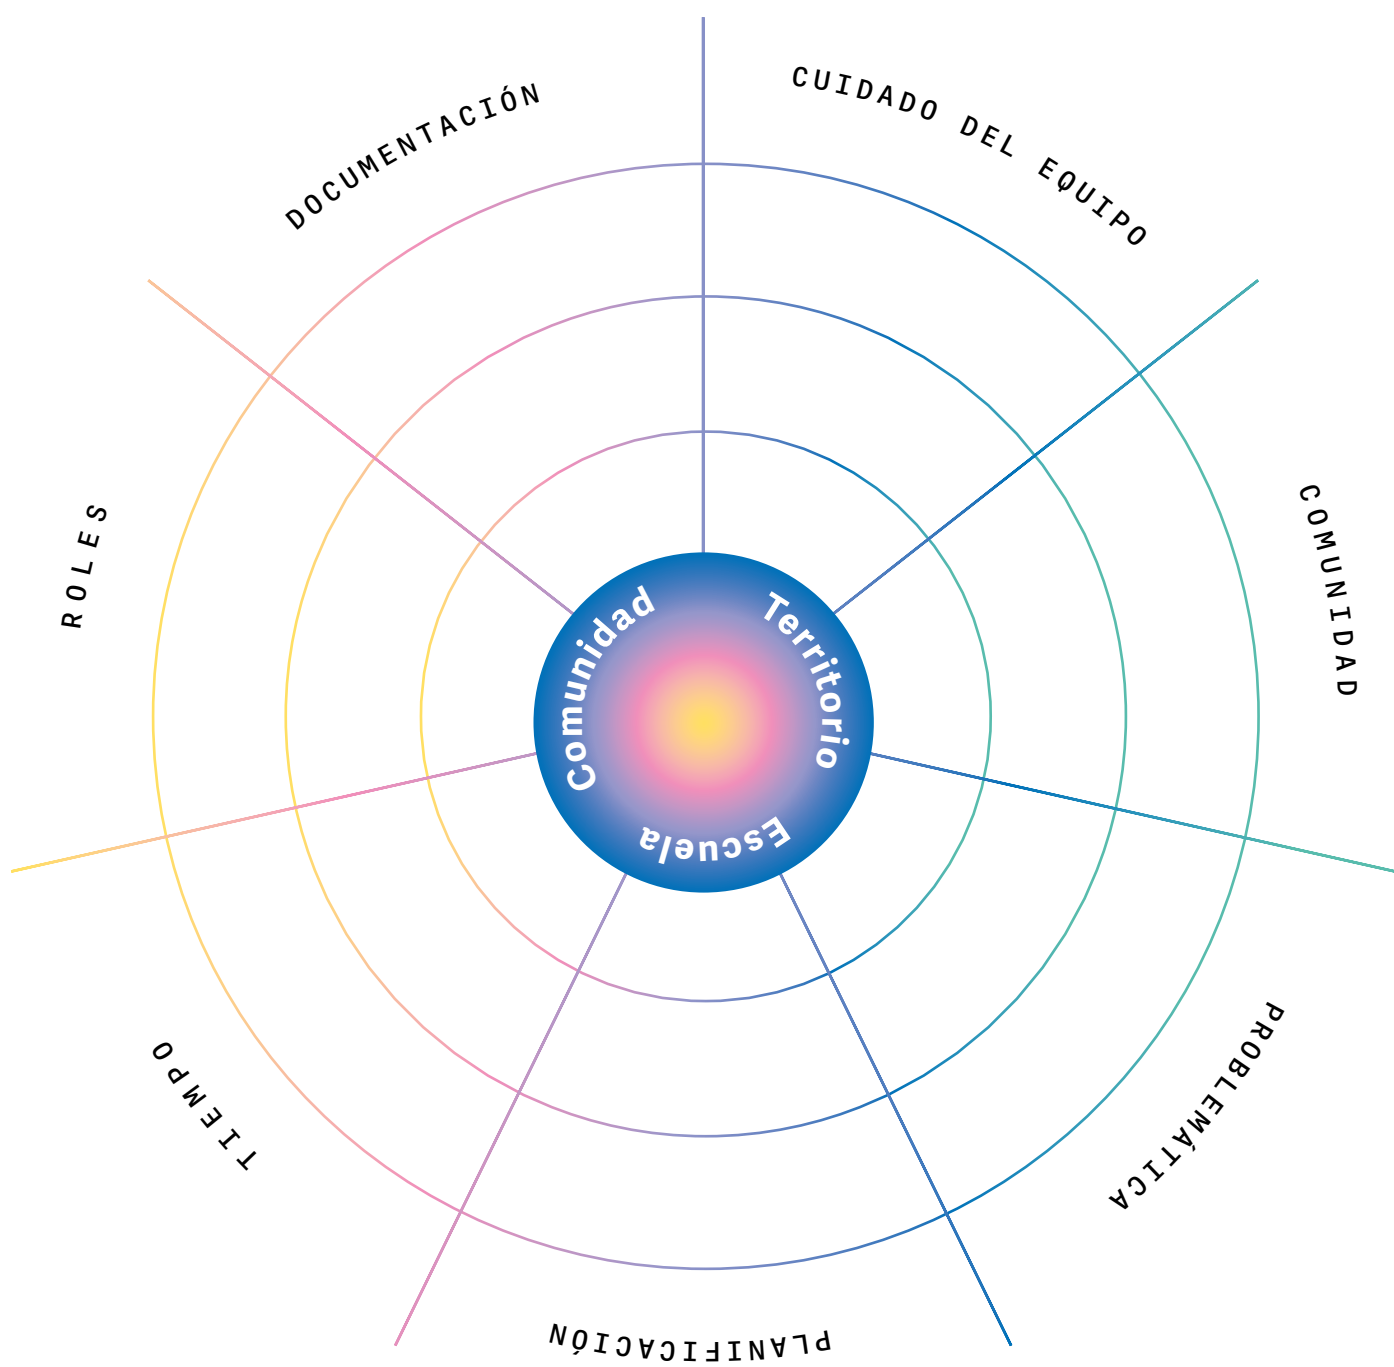 CUIDADO DEL EQUIPO
COMUNIDAD
PROBLEMÁTICA
PLANIFICACIÓN
TIEMPO
ROLES
DOCUMENTACIÓN
Territorio
Escuela
Comunidad